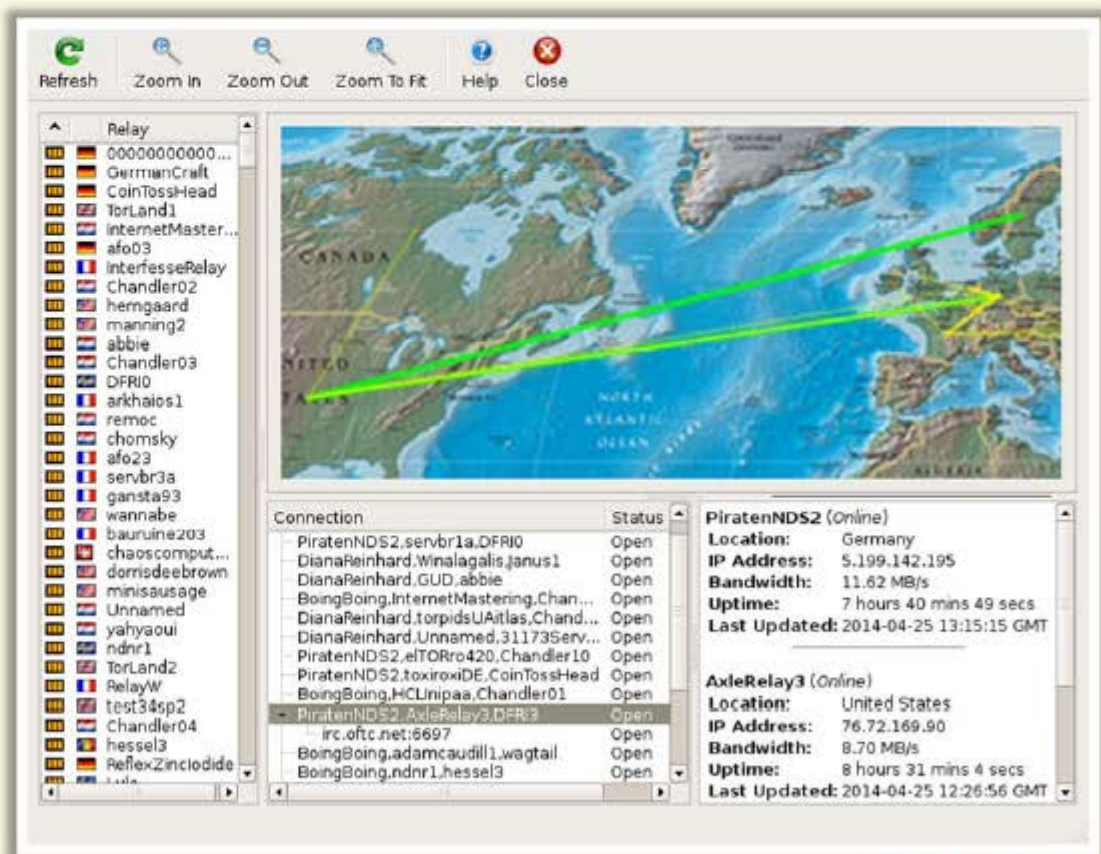 Refresh Zoom In Zoom Out Zoom To Fit Help Close
Relay
00000000000...
GermanCraft
CoinTossHead
TorLand1
InternetMaster...
afo03
InterfesseRelay
Chandler02
herngaard
manning2
abbie
Chandler03
DFRI0
arkhaios1
remoc
chomsky
afo23
servbr3a
gansta93
wannabe
bauruine203
chaoscomput...
dorrisdeebrown
minisausage
Unnamed
yahyaoui
ndnr1
TorLand2
RelayW
test34sp2
Chandler04
hessel3
ReflexZincIodide
CANADA
UNITED
NORTH
ATLANTIC
OCEAN
ALGERIA
Connection Status
PiratenNDS2,servbr1a,DFRI0 Open
DianaReinhard,Winalagalis,Janus1 Open
DianaReinhard,GUD,abbie Open
BoingBoing,InternetMastering,Chan... Open
DianaReinhard,torpidsUAitlas,Chand... Open
DianaReinhard,Unnamed,31173Serv... Open
PiratenNDS2,elTORro420,Chandler10 Open
PiratenNDS2,toxiroxiDE,CoinTossHead Open
BoingBoing,HCLinipaa,Chandler01 Open
PiratenNDS2,AxleRelay3,DFRI3 Open
irc.oftc.net:6697 Open
BoingBoing,adamcaudill1,wagtail Open
BoingBoing,ndnr1,hessel3 Open
PiratenNDS2 (Online)
Location: Germany
IP Address: 5.199.142.195
Bandwidth: 11.62 MB/s
Uptime: 7 hours 40 mins 49 secs
Last Updated: 2014-04-25 13:15:15 GMT
AxleRelay3 (Online)
Location: United States
IP Address: 76.72.169.90
Bandwidth: 8.70 MB/s
Uptime: 8 hours 31 mins 4 secs
Last Updated: 2014-04-25 12:26:56 GMT